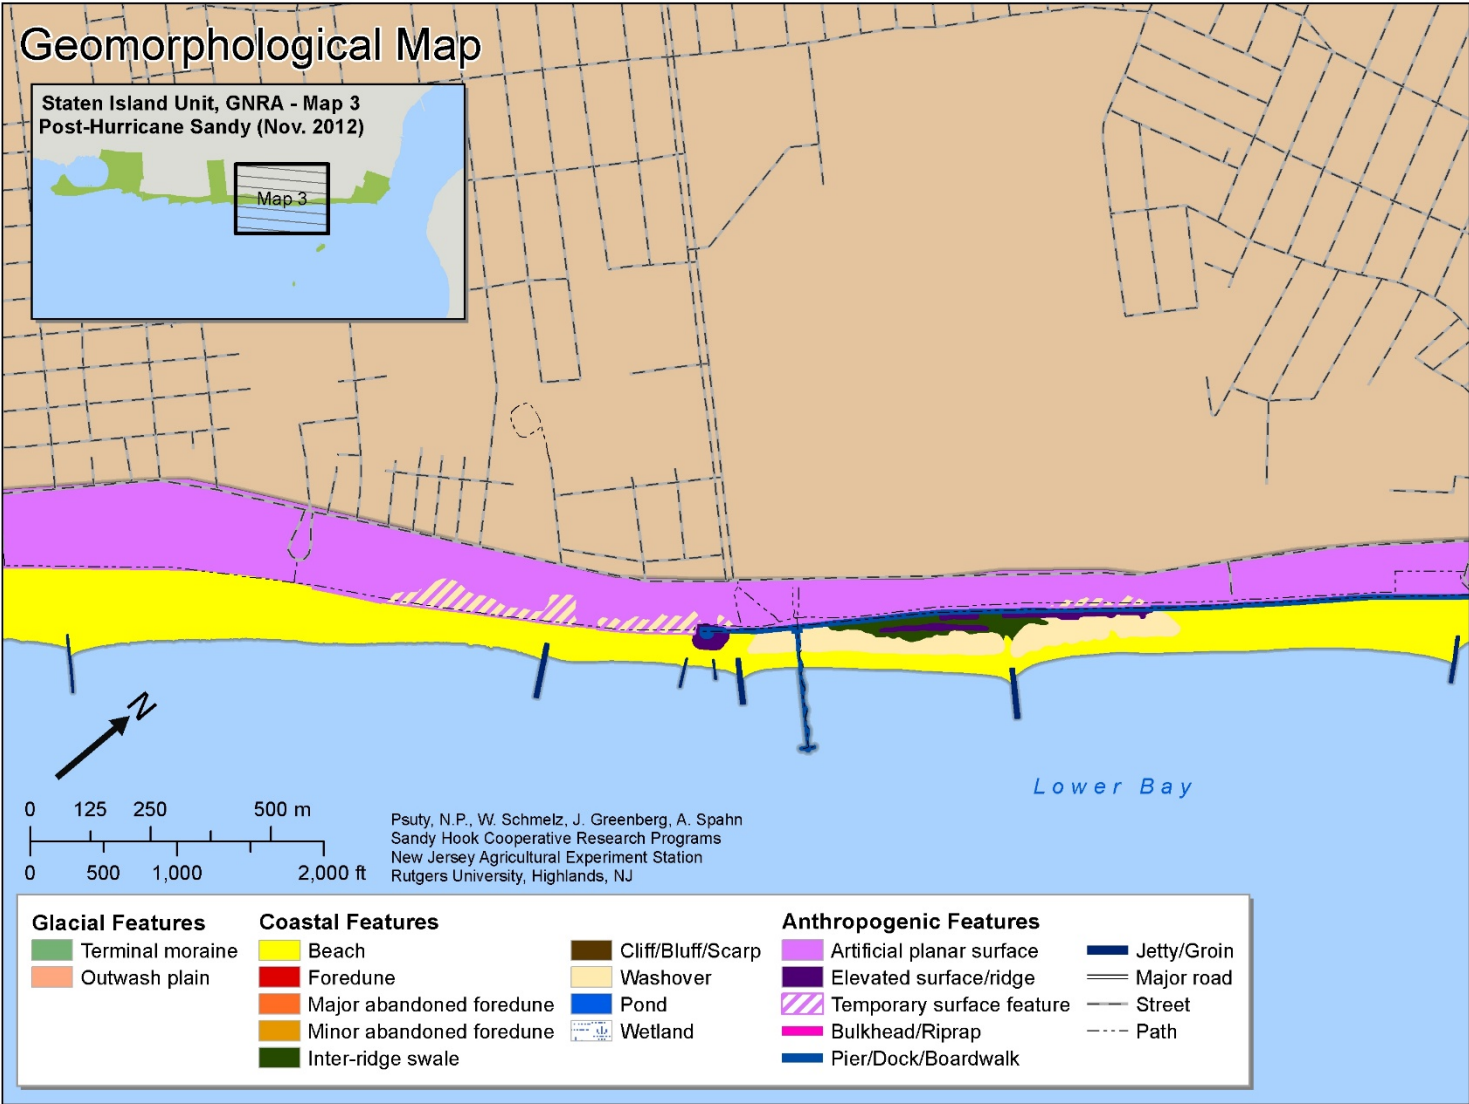 Geomorphological Map
Staten Island Unit, GNRA - Map 3
Post-Hurricane Sandy (Nov. 2012)
Map 3
N
Lower Bay
0 125 250 500 m
0 500 1,000 2,000 ft
Psuty, N.P., W. Schmelz, J. Greenberg, A. Spahn
Sandy Hook Cooperative Research Programs
New Jersey Agricultural Experiment Station
Rutgers University, Highlands, NJ
Glacial Features
Terminal moraine
Outwash plain
Coastal Features
Beach
Foredune
Major abandoned foredune
Minor abandoned foredune
Inter-ridge swale
Cliff/Bluff/Scarp
Washover
Pond
Wetland
Anthropogenic Features
Artificial planar surface
Elevated surface/ridge
Temporary surface feature
Bulkhead/Riprap
Pier/Dock/Boardwalk
Jetty/Groin
Major road
Street
Path